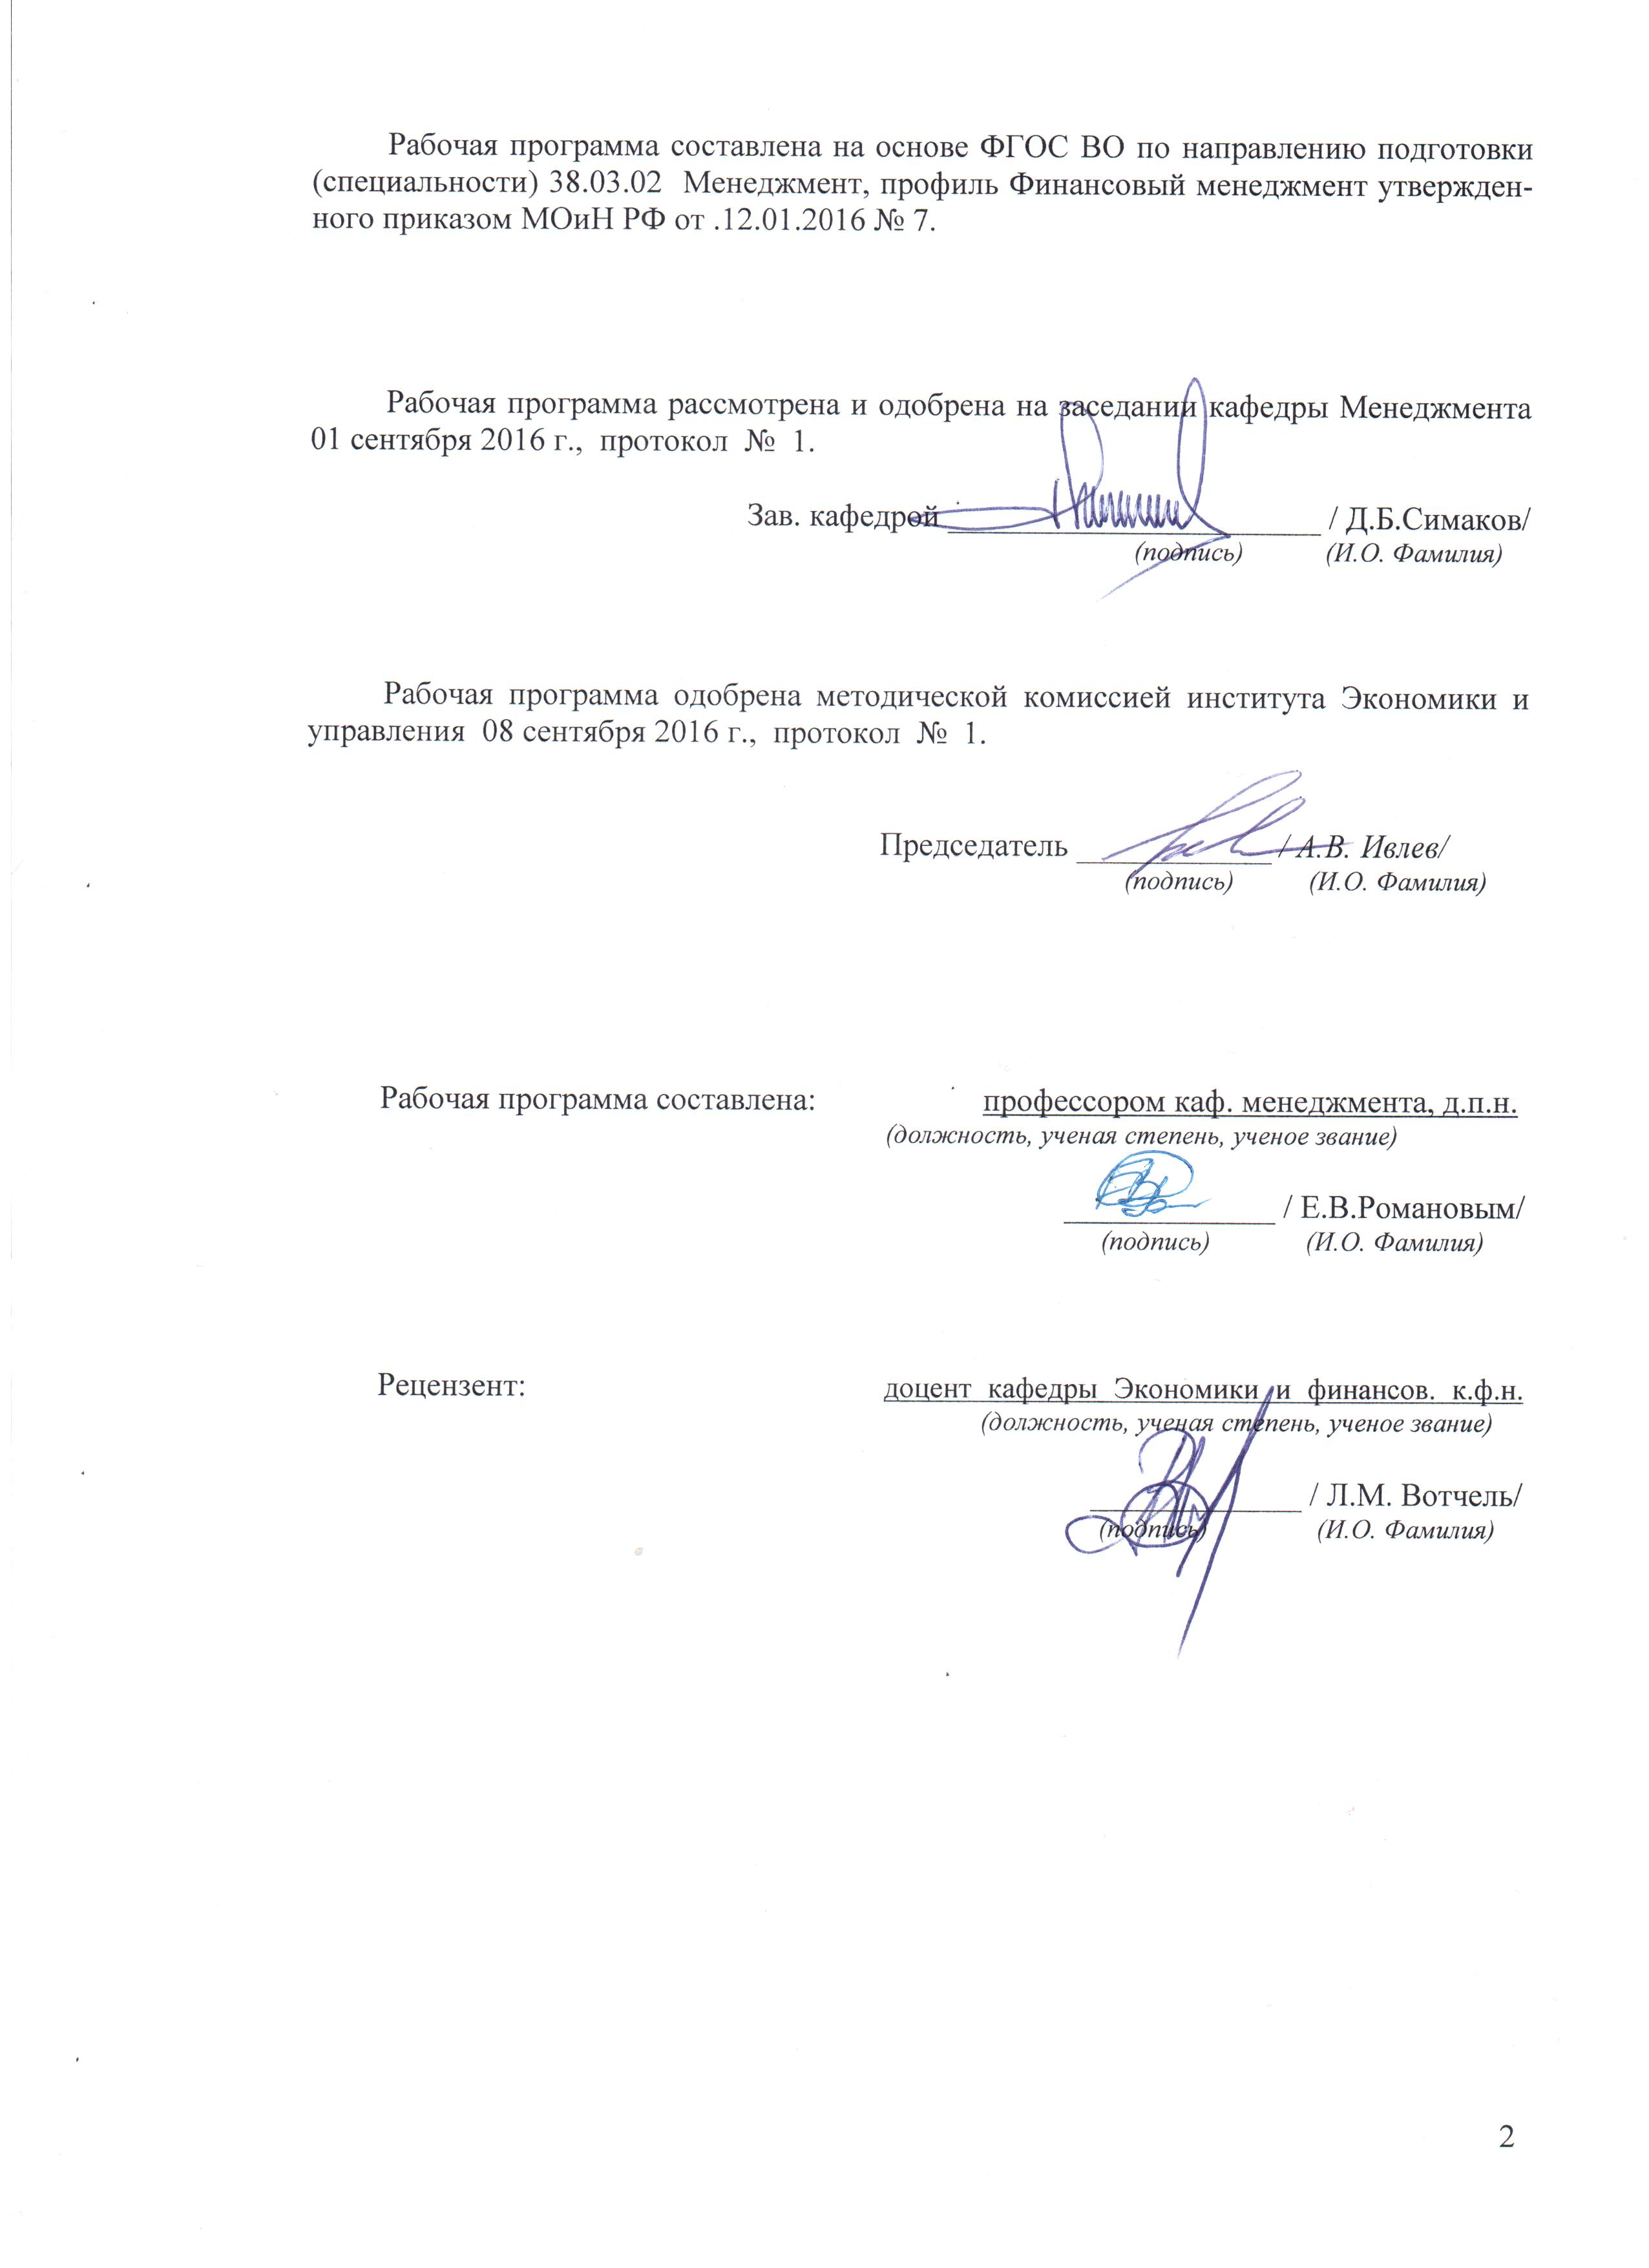 Рабочая программа составлена на основе ФГОС ВО по направлению подготовки
(специальности) 38.03.02 Менеджмент, профиль Финансовый менеджмент утвержден-
ного приказом МОиН РФ от .12.01.2016 № 7.
Рабочая программа рассмотрена и одобрена на заседании кафедры Менеджмента
01 сентября 2016 г., протокол № 1.
Зав. кафедрой ________________________ / Д.Б.Симаков/
(подпись) (И.О. Фамилия)
Рабочая программа одобрена методической комиссией института Экономики и
управления 08 сентября 2016 г., протокол № 1.
Председатель ____________ / А.В. Ивлев/
(подпись) (И.О. Фамилия)
Рабочая программа составлена: профессором каф. менеджмента, д.п.н.
(должность, ученая степень, ученое звание)
_____________ / Е.В.Романовым/
(подпись) (И.О. Фамилия)
Рецензент: доцент кафедры Экономики и финансов. к.ф.н.
(должность, ученая степень, ученое звание)
_____________ / Л.М. Вотчель/
(подпись) (И.О. Фамилия)
2